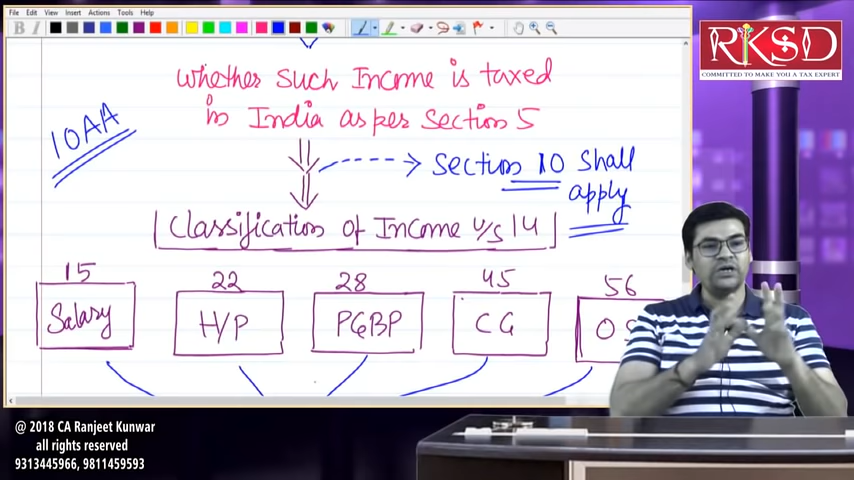 File Edit View Insert Actions Tools Help
B I
RKSD
COMMITTED TO MAKE YOU A TAX EXPERT
whether such Income is taxed
in India as per Section 5
10AA
Section 10 shall
apply
Classification of Income u/s 14
15 22 28 45 56
Salary H/P PGBP CG O
@ 2018 CA Ranjeet Kunwar
all rights reserved
9313445966, 9811459593